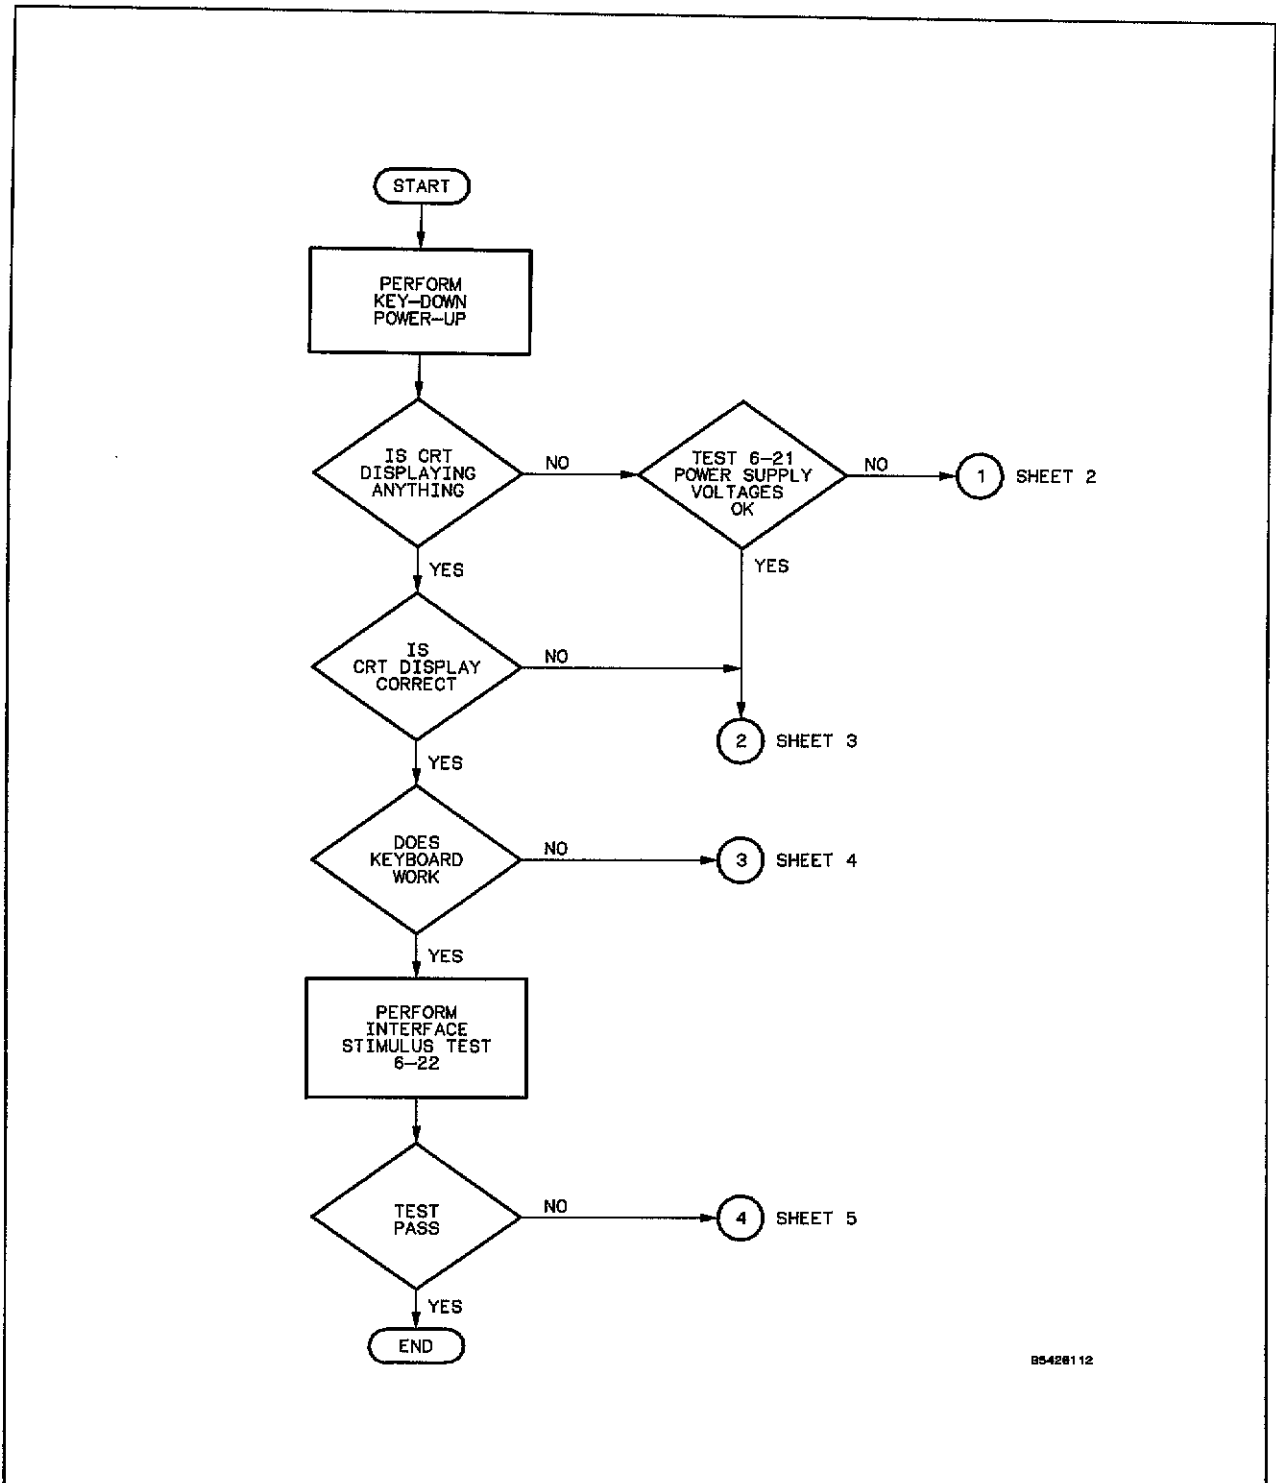 START
PERFORM
KEY-DOWN
POWER-UP
IS CRT
DISPLAYING
ANYTHING
NO
TEST 6-21
POWER SUPPLY
VOLTAGES
OK
NO
1 SHEET 2
YES
YES
IS
CRT DISPLAY
CORRECT
NO
2 SHEET 3
YES
DOES
KEYBOARD
WORK
NO
3 SHEET 4
YES
PERFORM
INTERFACE
STIMULUS TEST
6-22
TEST
PASS
NO
4 SHEET 5
YES
END